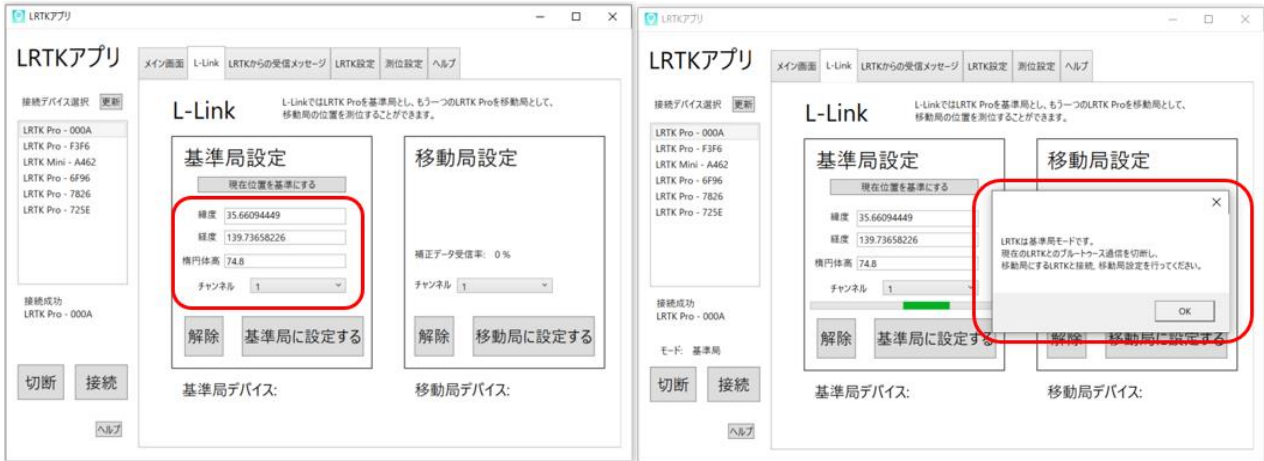 LRTKアプリ
LRTKアプリ
メイン画面 L-Link LRTKからの受信メッセージ LRTK設定 測位設定 ヘルプ
接続デバイス選択 更新
LRTK Pro - 000A
LRTK Pro - F3F6
LRTK Mini - A462
LRTK Pro - 6F96
LRTK Pro - 7826
LRTK Pro - 725E
接続成功
LRTK Pro - 000A
切断 接続
ヘルプ
L-Link
L-LinkではLRTK Proを基準局とし、もう一つのLRTK Proを移動局として、
移動局の位置を測位することができます。
基準局設定
現在位置を基準にする
緯度 35.66094449
経度 139.73658226
楕円体高 74.8
チャンネル 1
解除 基準局に設定する
基準局デバイス:
移動局設定
補正データ受信率: 0 %
チャンネル 1
解除 移動局に設定する
移動局デバイス:
LRTKアプリ
LRTKアプリ
メイン画面 L-Link LRTKからの受信メッセージ LRTK設定 測位設定 ヘルプ
接続デバイス選択 更新
LRTK Pro - 000A
LRTK Pro - F3F6
LRTK Mini - A462
LRTK Pro - 6F96
LRTK Pro - 7826
LRTK Pro - 725E
接続成功
LRTK Pro - 000A
モード: 基準局
切断 接続
ヘルプ
L-Link
L-LinkではLRTK Proを基準局とし、もう一つのLRTK Proを移動局として、
移動局の位置を測位することができます。
基準局設定
現在位置を基準にする
緯度 35.66094449
経度 139.73658226
楕円体高 74.8
チャンネル 1
解除 基準局に設定する
基準局デバイス:
移動局設定
LRTKは基準局モードです。
現在のLRTKとのブルートゥース通信を切断し、
移動局にするLRTKと接続, 移動局設定を行ってください。
OK
解除 移動局に設定する
移動局デバイス: